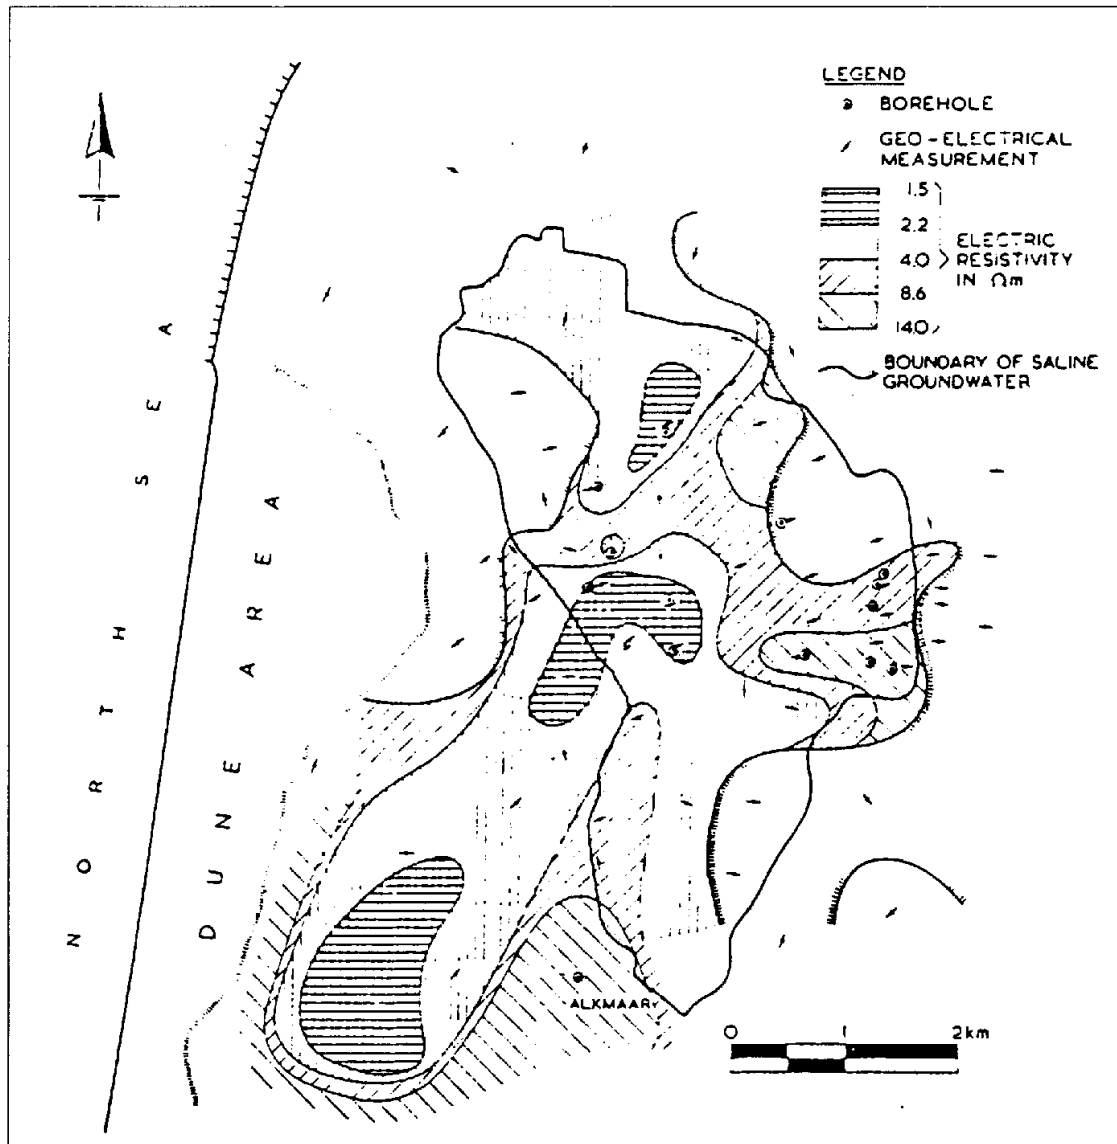 LEGEND
BOREHOLE
GEO-ELECTRICAL
MEASUREMENT
1.5
2.2
4.0
8.6
14.0
ELECTRIC
RESISTIVITY
IN Ωm
BOUNDARY OF SALINE
GROUNDWATER
NORTH SEA
DUNE AREA
ALKMAAR
0 1 2km